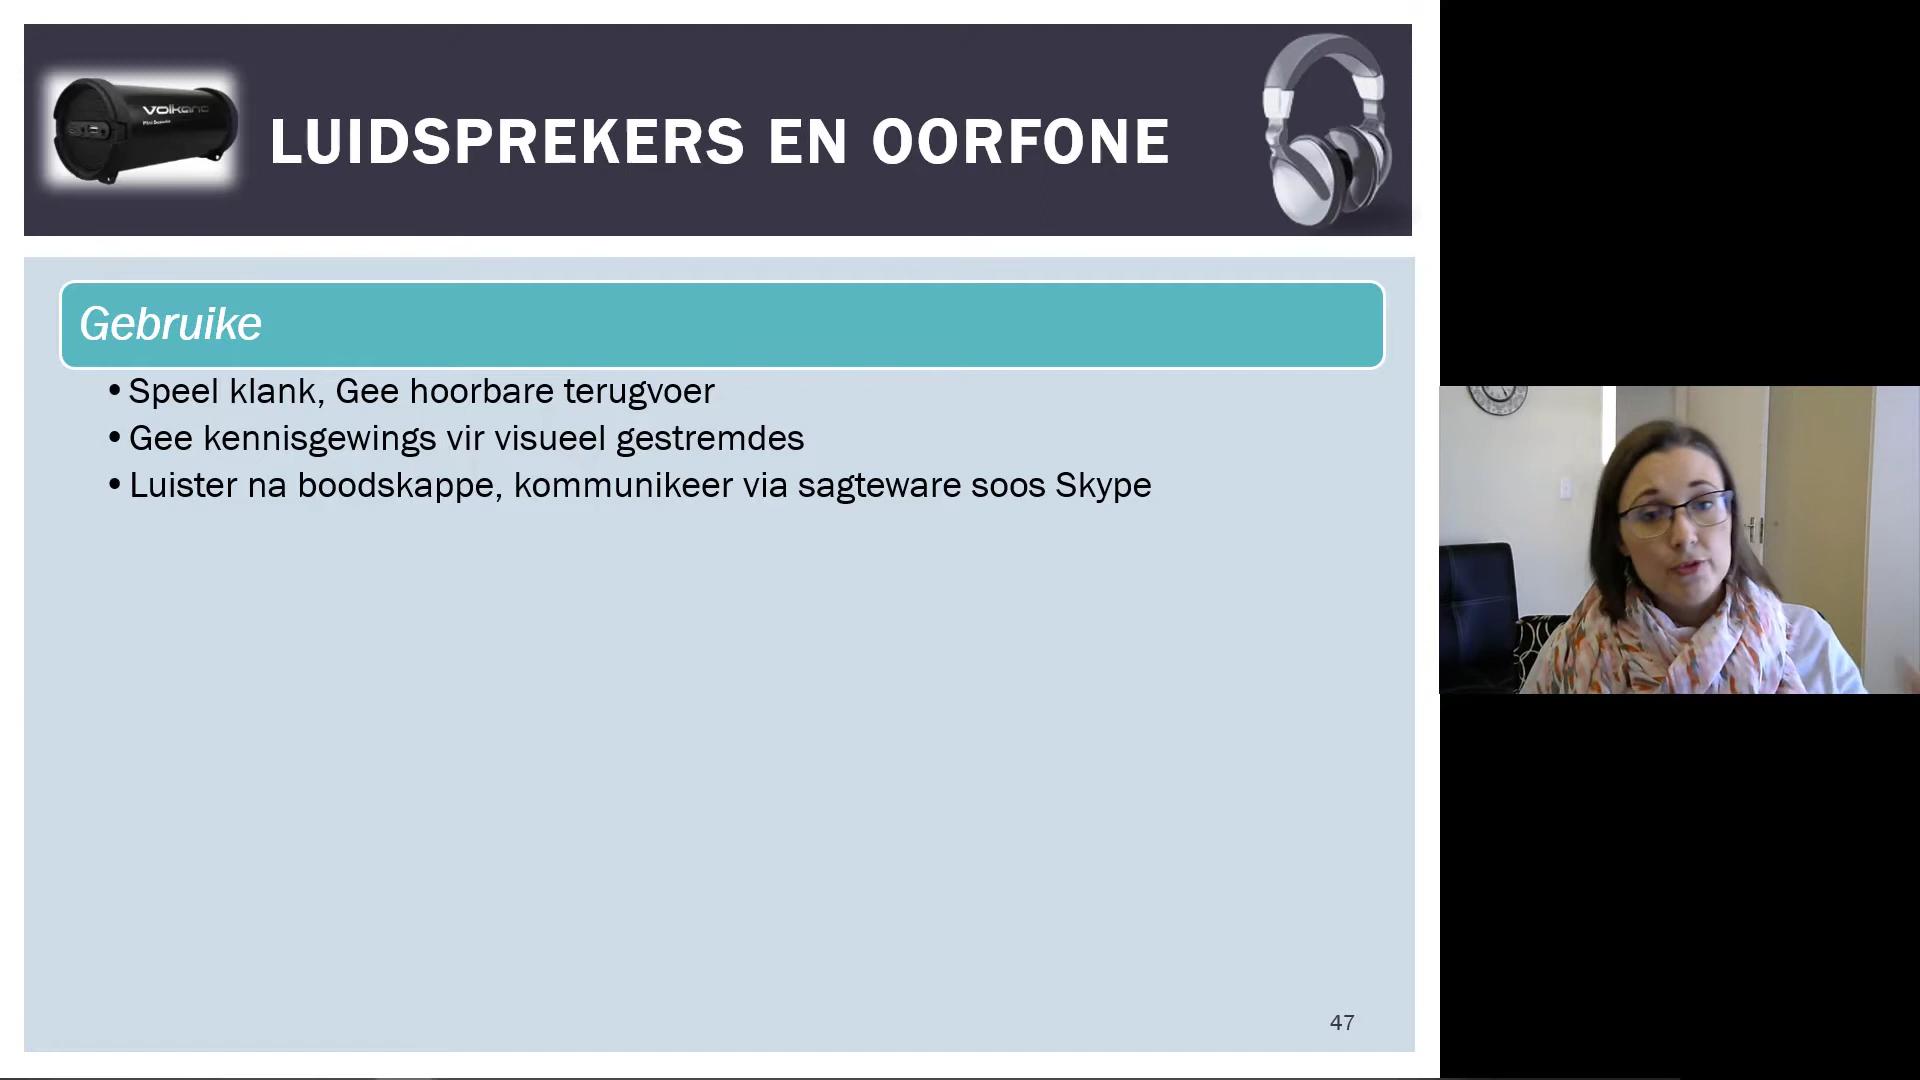 volkano
LUIDSPREKERS EN OORFONE
Gebruike
• Speel klank, Gee hoorbare terugvoer
• Gee kennisgewings vir visueel gestremdes
• Luister na boodskappe, kommunikeer via sagteware soos Skype
47